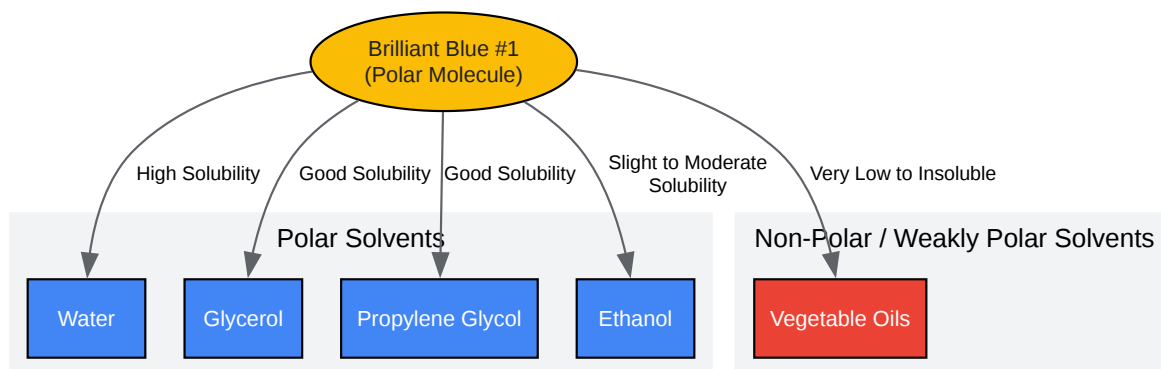 Brilliant Blue #1
(Polar Molecule)
High Solubility
Good Solubility
Good Solubility
Slight to Moderate
Solubility
Very Low to Insoluble
Polar Solvents
Non-Polar / Weakly Polar Solvents
Water
Glycerol
Propylene Glycol
Ethanol
Vegetable Oils